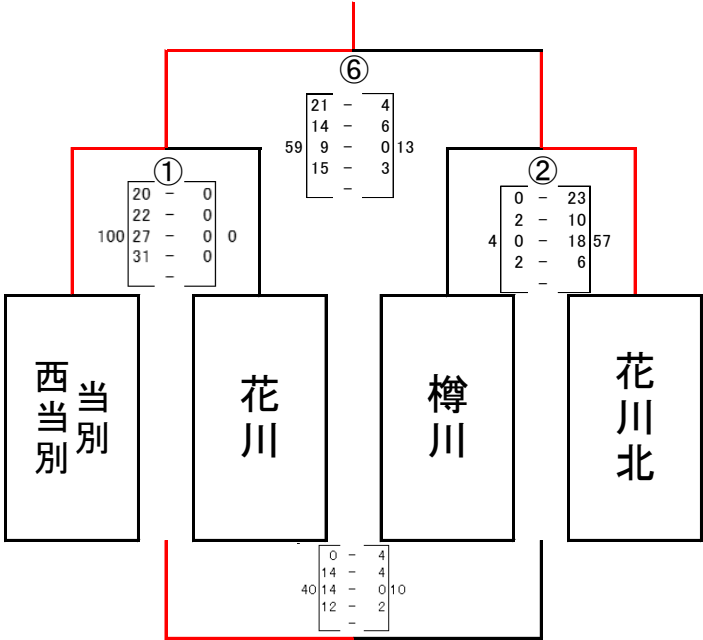 ⑥
21 - 4
14 - 6
59 9 - 0 13
15 - 3
-
①
20 - 0
22 - 0
100 27 - 0 0
31 - 0
-
②
0 - 23
2 - 10
4 0 - 18 57
2 - 6
-
当別
西当別
花川
樽川
花川北
0 - 4
14 - 4
40 14 - 0 10
12 - 2
-